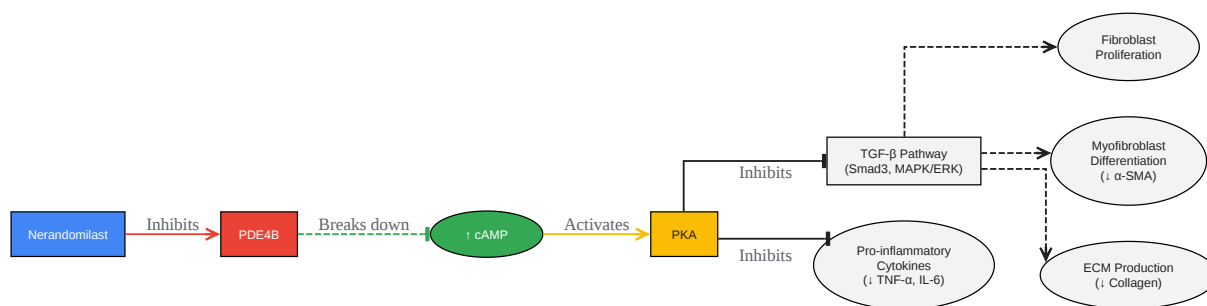 Fibroblast
Proliferation
TGF-β Pathway
(Smad3, MAPK/ERK)
Myofibroblast
Differentiation
(↓ α-SMA)
Inhibits
Nerandomilast
Inhibits
PDE4B
Breaks down
↑ cAMP
Activates
PKA
Inhibits
Pro-inflammatory
Cytokines
(↓ TNF-α, IL-6)
ECM Production
(↓ Collagen)